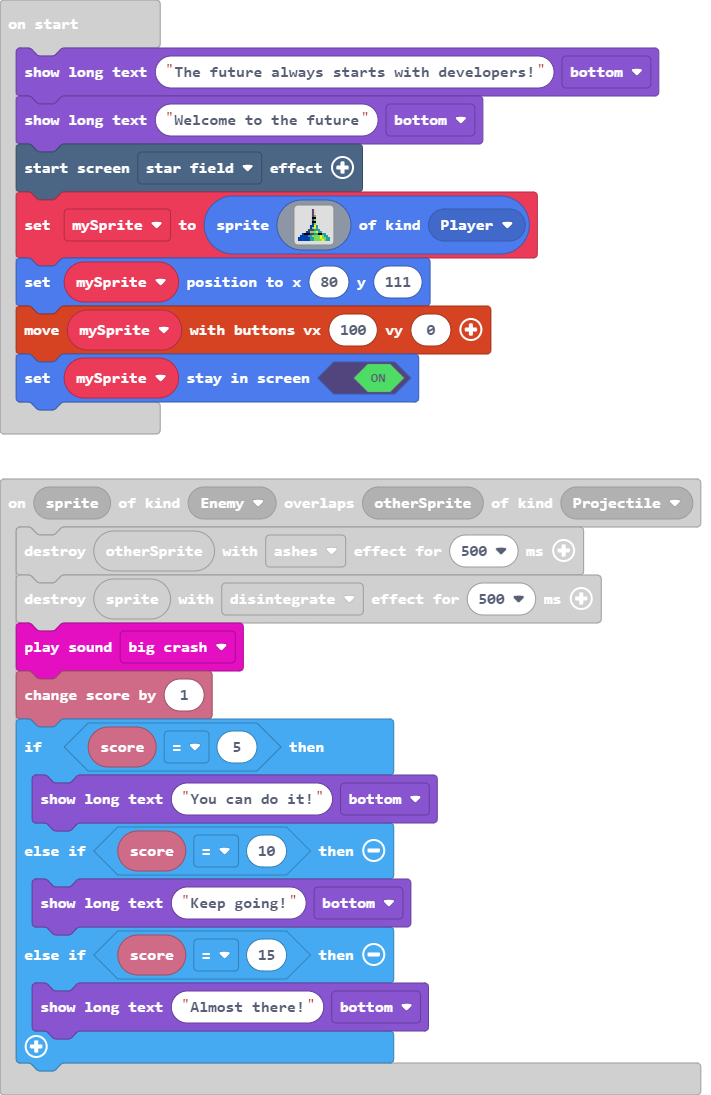 on start
show long text "The future always starts with developers!" bottom
show long text "Welcome to the future" bottom
start screen star field effect
set mySprite to sprite of kind Player
set mySprite position to x 80 y 111
move mySprite with buttons vx 100 vy 0
set mySprite stay in screen ON
on sprite of kind Enemy overlaps otherSprite of kind Projectile
destroy otherSprite with ashes effect for 500 ms
destroy sprite with disintegrate effect for 500 ms
play sound big crash
change score by 1
if score = 5 then
show long text "You can do it!" bottom
else if score = 10 then
show long text "Keep going!" bottom
else if score = 15 then
show long text "Almost there!" bottom